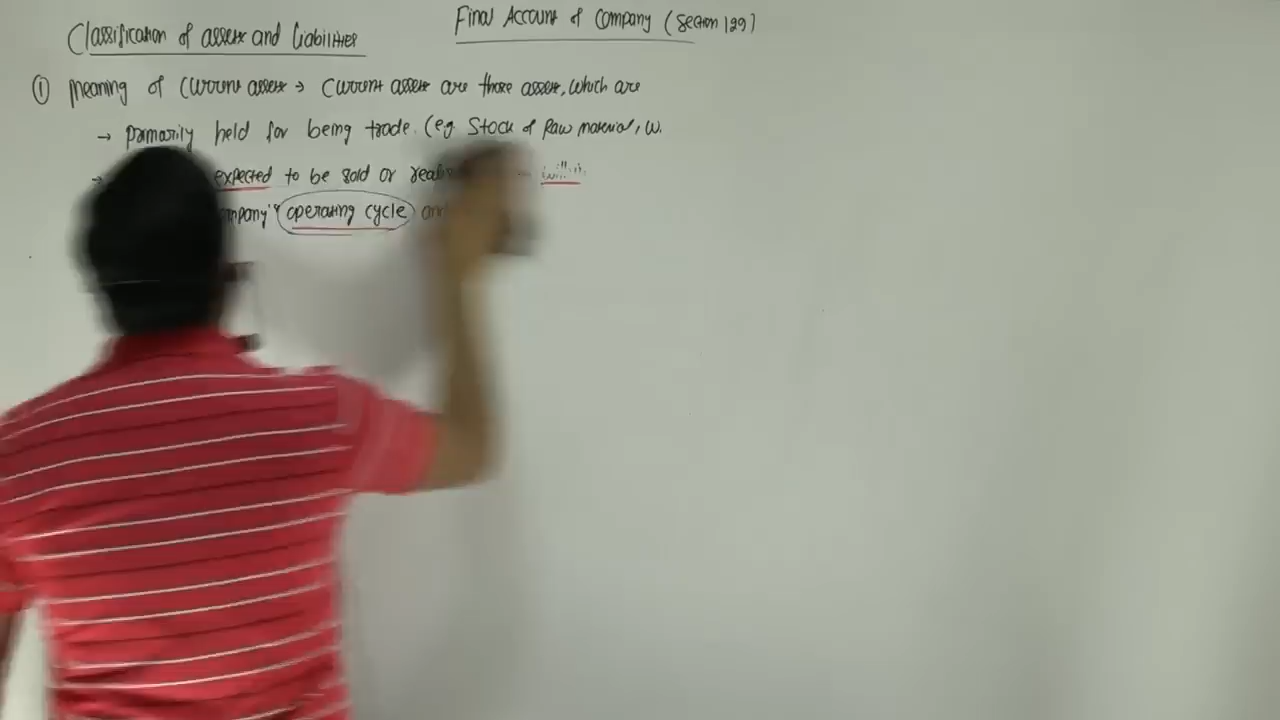 Final Account of Company (Section 129)
Classification of assets and Liabilities
① Meaning of Current assets → Current assets are those assets, which are
→ Primarily held for being trade. (eg Stock of Raw material, W.
→ expected to be sold or
operating cycle